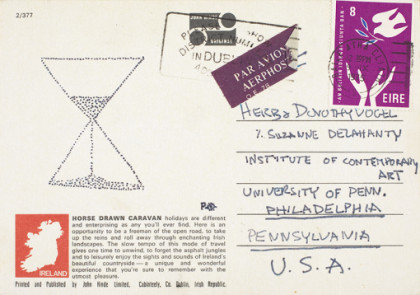 2/377
IN DUBLIN
PAR AVION
AERPHOST
8
EIRE
HERB & DOROTHY VOGEL
% SUZANNE DELAHANTY
INSTITUTE OF CONTEMPORARY
ART
UNIVERSITY OF PENN.
PHILADELPHIA
PENNSYLVANIA
U.S.A.
IRELAND
HORSE DRAWN CARAVAN holidays are different
and enterprising as any you'll ever find. Here is an
opportunity to be a freeman of the open road, to take
up the reins and roll away through enchanting Irish
landscapes. The slow tempo of this mode of travel
gives one time to unwind, to forget the asphalt jungles
and to leisurely enjoy the sights and sounds of Ireland's
beautiful countryside — a unique and wonderful
experience that you're sure to remember with the
utmost pleasure.
Printed and Published by John Hinde Limited, Cabinteely, Co. Dublin, Irish Republic.